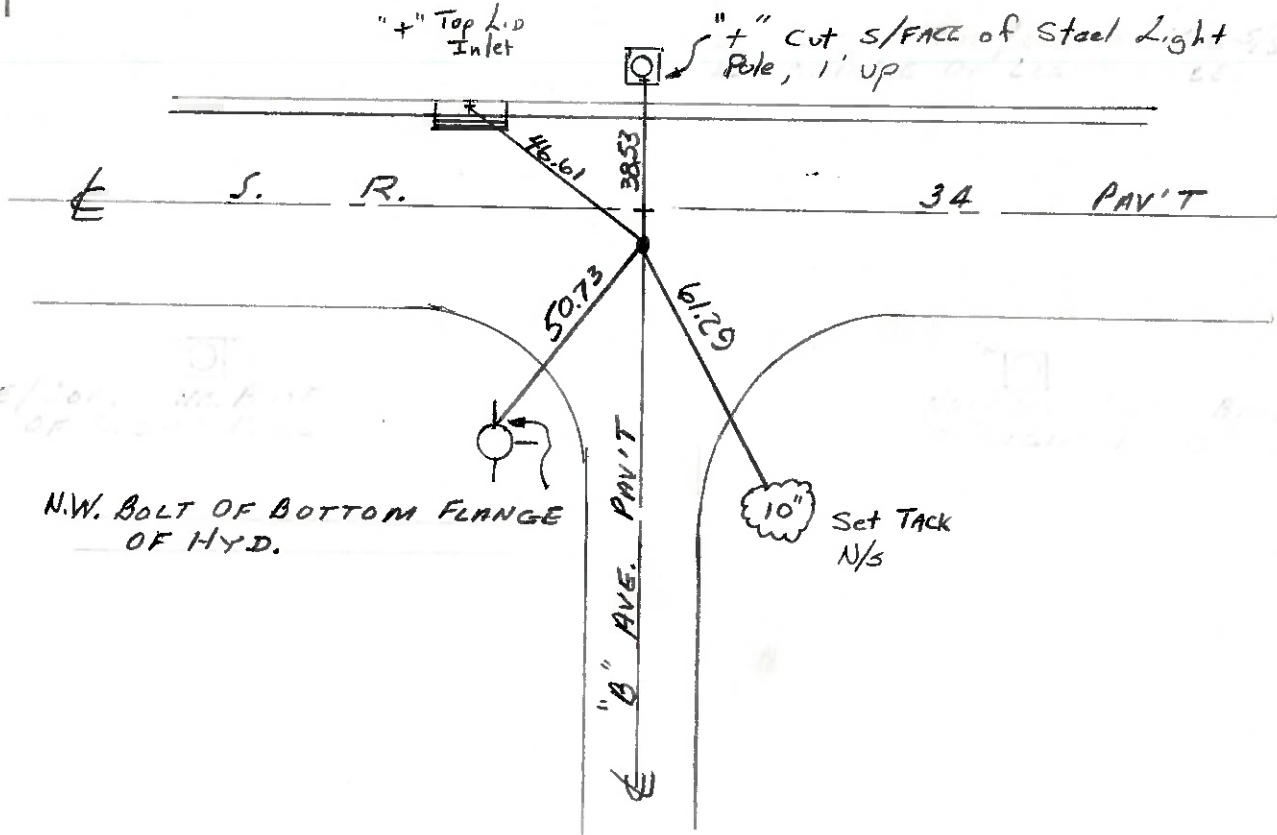 "+" Top Lid
Inlet
"+" Cut S/FACE of Steel Light
Pole, 1' up
46.61
38.53
℄ S. R. 34 PAV'T
50.73
61.29
N.W. BOLT OF BOTTOM FLANGE
OF HYD.
10"
Set TACK
N/S
"B" AVE. PAV'T
℄